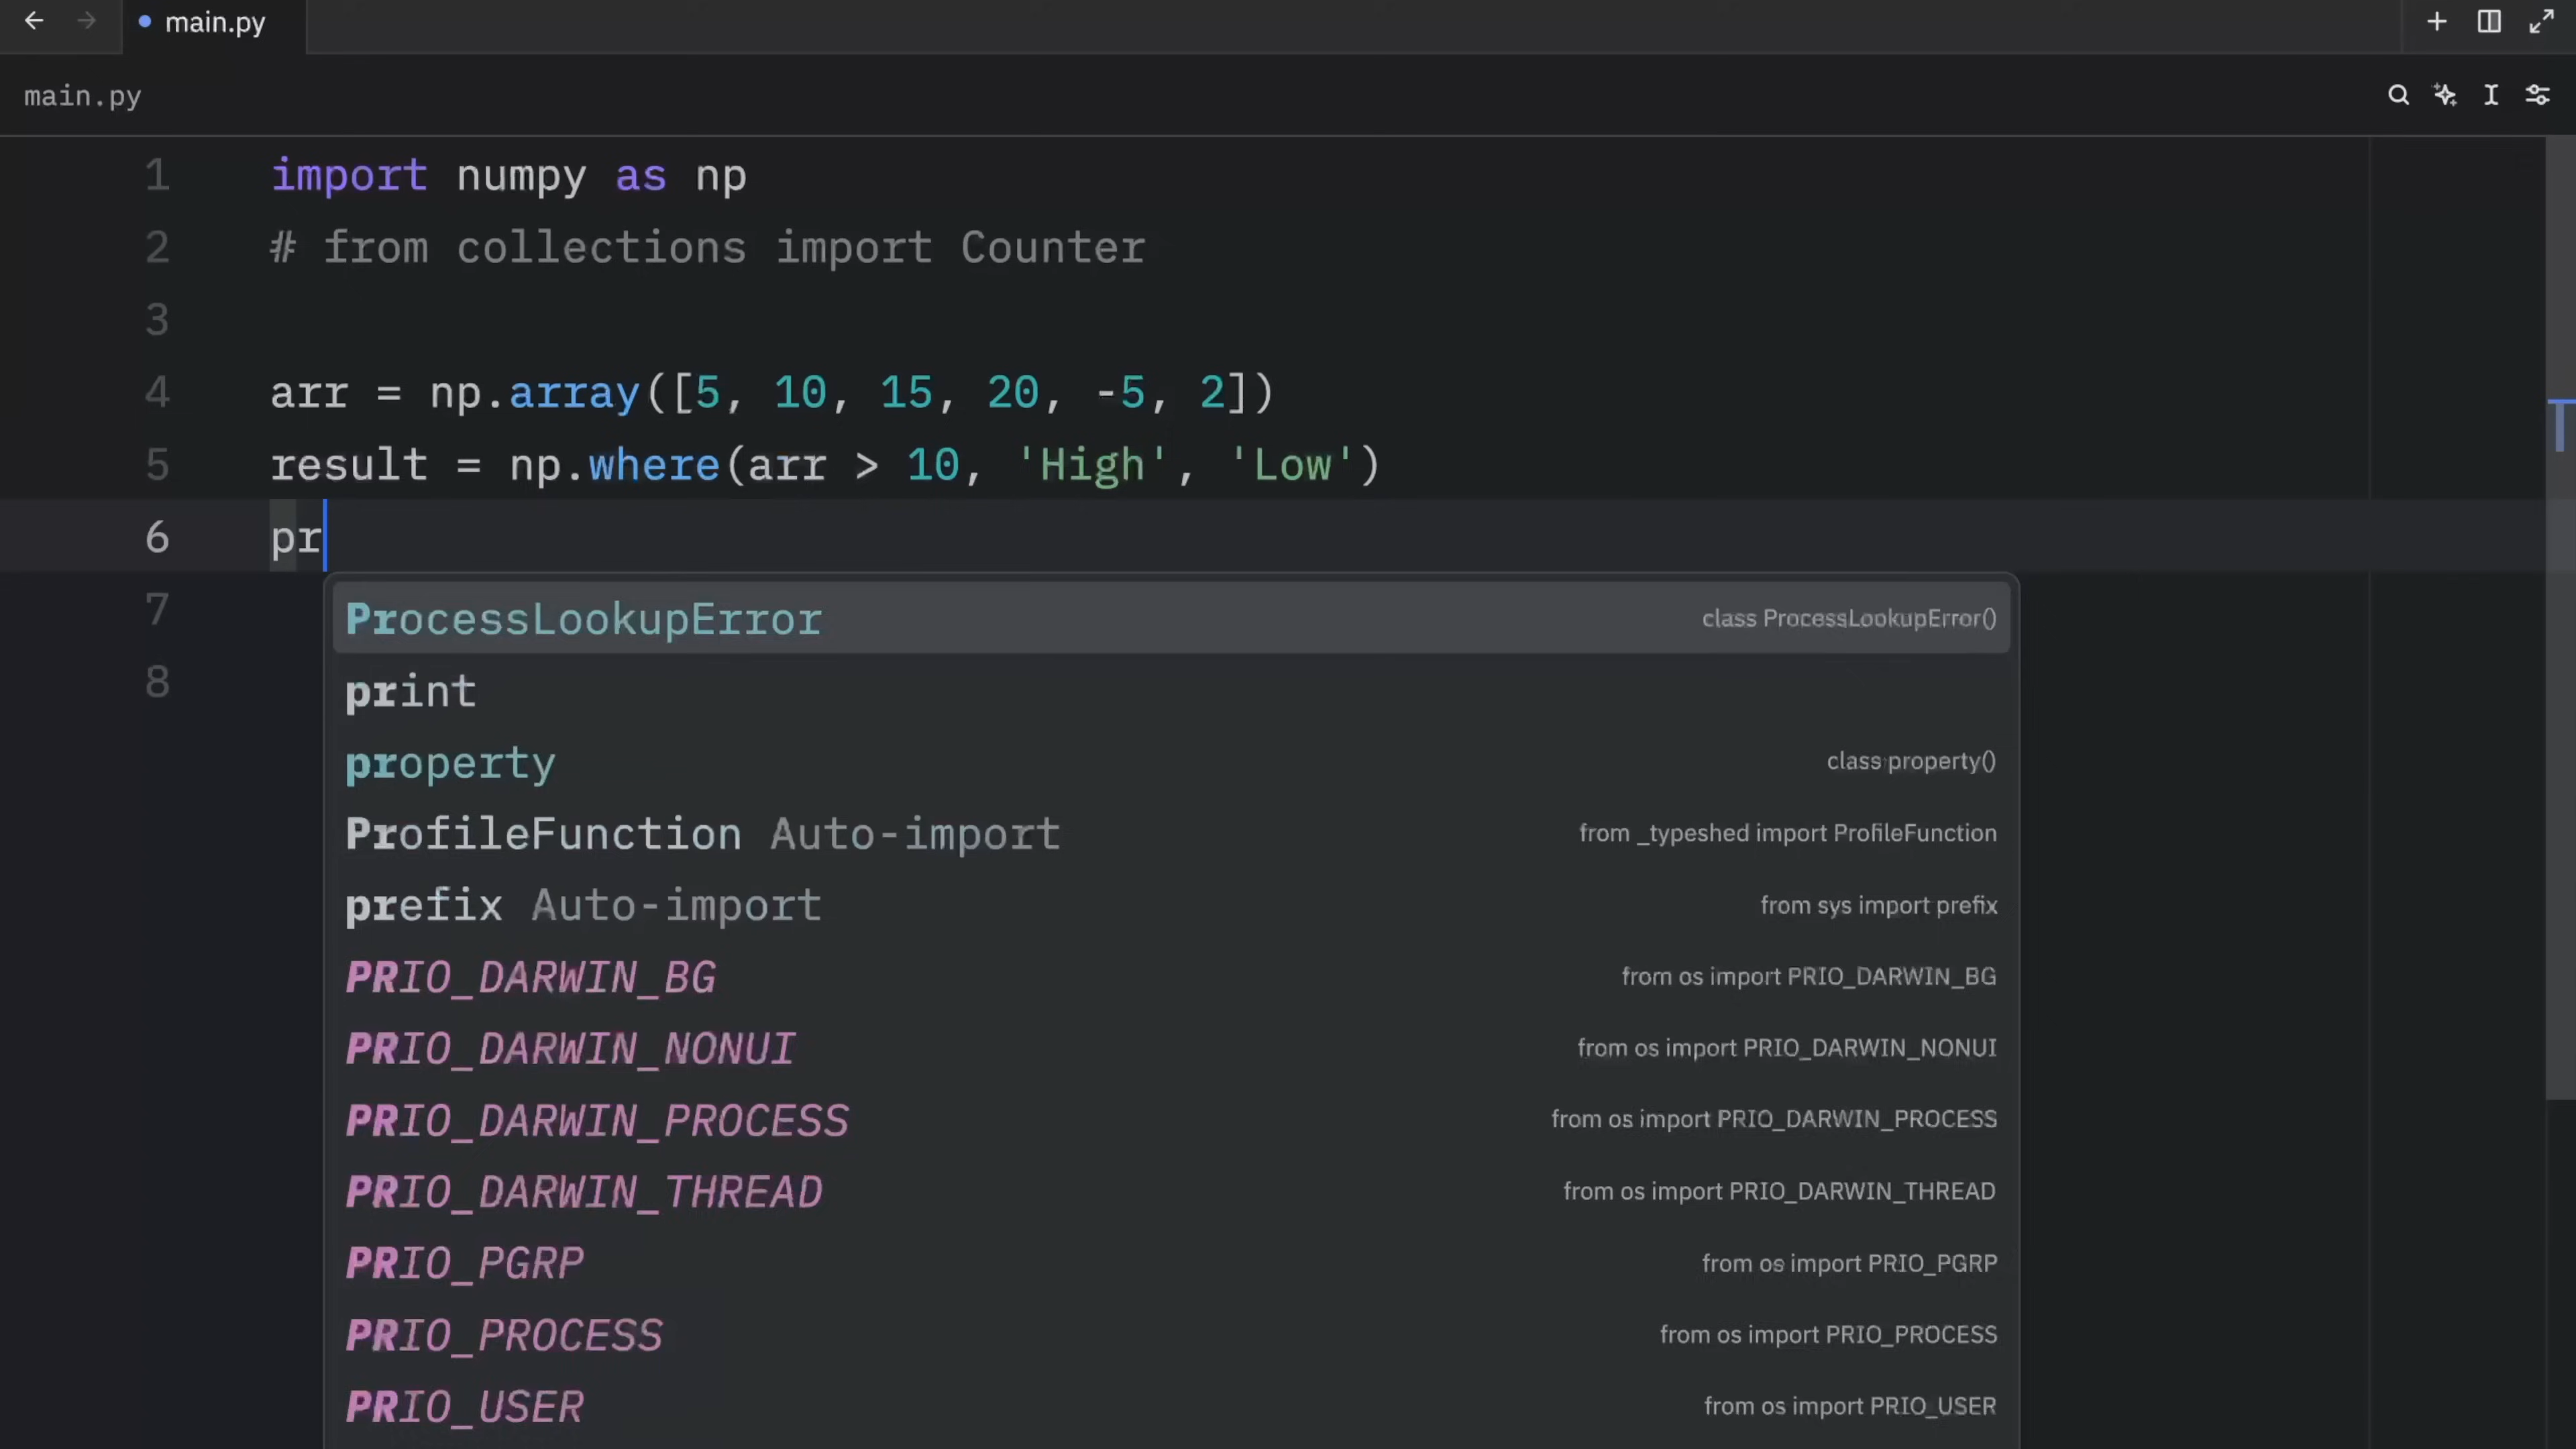 main.py
main.py
1 import numpy as np
2 # from collections import Counter
3
4 arr = np.array([5, 10, 15, 20, -5, 2])
5 result = np.where(arr > 10, 'High', 'Low')
6 pr
7
8
ProcessLookupError class ProcessLookupError()
print
property class property()
ProfileFunction Auto-import from _typeshed import ProfileFunction
prefix Auto-import from sys import prefix
PRIO_DARWIN_BG from os import PRIO_DARWIN_BG
PRIO_DARWIN_NONUI from os import PRIO_DARWIN_NONUI
PRIO_DARWIN_PROCESS from os import PRIO_DARWIN_PROCESS
PRIO_DARWIN_THREAD from os import PRIO_DARWIN_THREAD
PRIO_PGRP from os import PRIO_PGRP
PRIO_PROCESS from os import PRIO_PROCESS
PRIO_USER from os import PRIO_USER